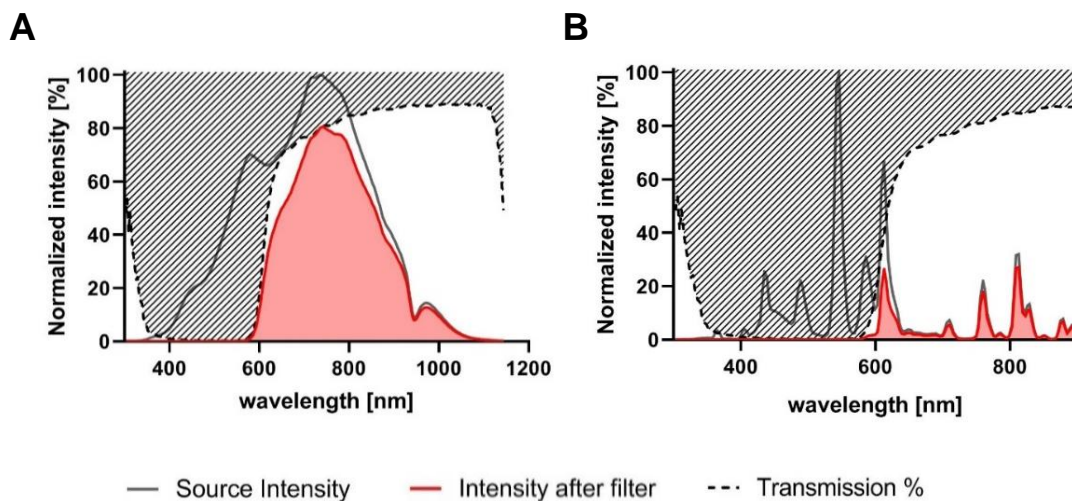 A
B
Normalized intensity [%]
100
80
60
40
20
0
400
600
800
1000
1200
wavelength [nm]
Normalized intensity [%]
100
80
60
40
20
0
400
600
800
wavelength [nm]
Source Intensity
Intensity after filter
Transmission %